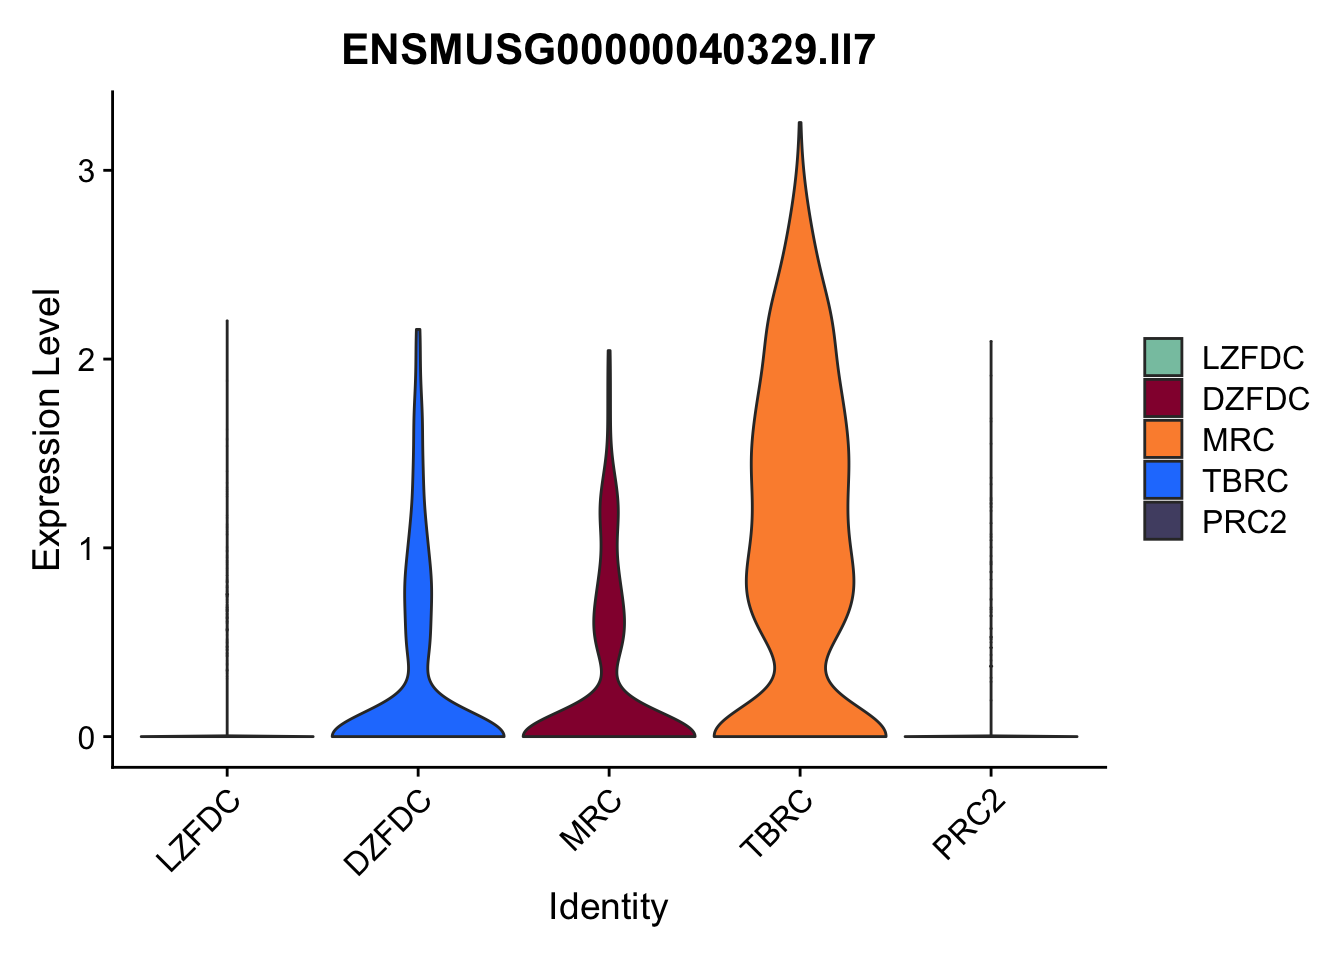 ENSMUSG00000040329.Il7
Expression Level
3
2
1
0
LZFDC
DZFDC
MRC
TBRC
PRC2
Identity
LZFDC
DZFDC
MRC
TBRC
PRC2